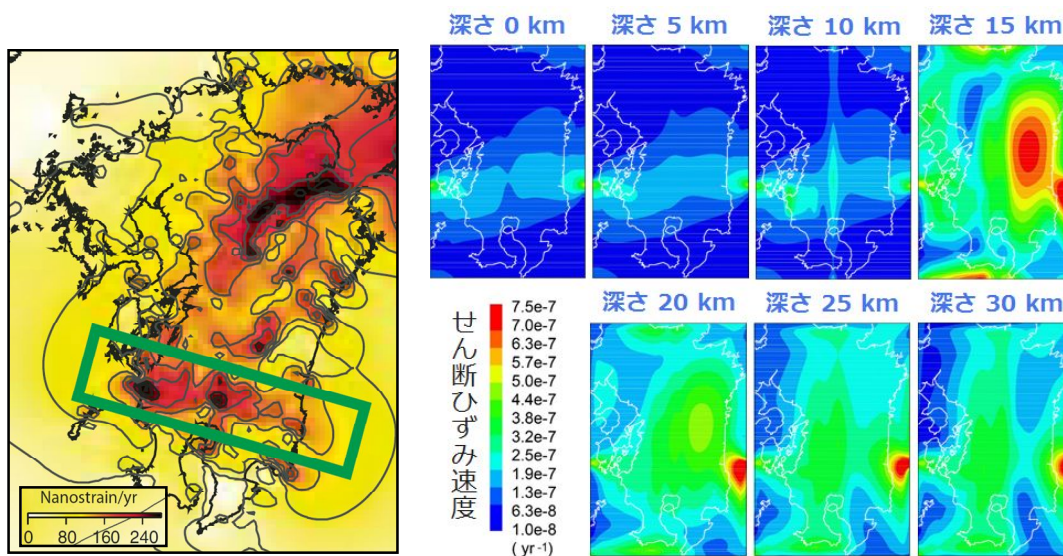 Nanostrain/yr
0 80 160 240
深さ 0 km
深さ 5 km
深さ 10 km
深さ 15 km
深さ 20 km
深さ 25 km
深さ 30 km
せん断ひずみ速度
7.5e-7
7.0e-7
6.3e-7
5.7e-7
5.0e-7
4.4e-7
3.8e-7
3.2e-7
2.5e-7
1.9e-7
1.3e-7
6.3e-8
1.0e-8
( yr -1)